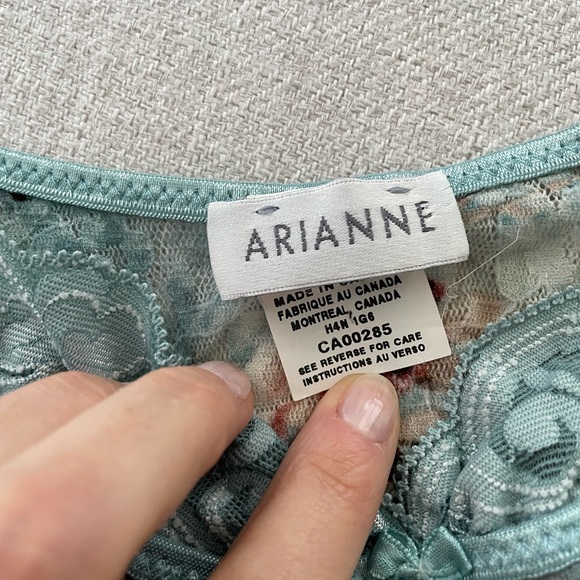 ARIANNE
MADE IN
FABRIQUE AU CANADA
MONTREAL, CANADA
H4N 1G6
CA00285
SEE REVERSE FOR CARE
INSTRUCTIONS AU VERSO